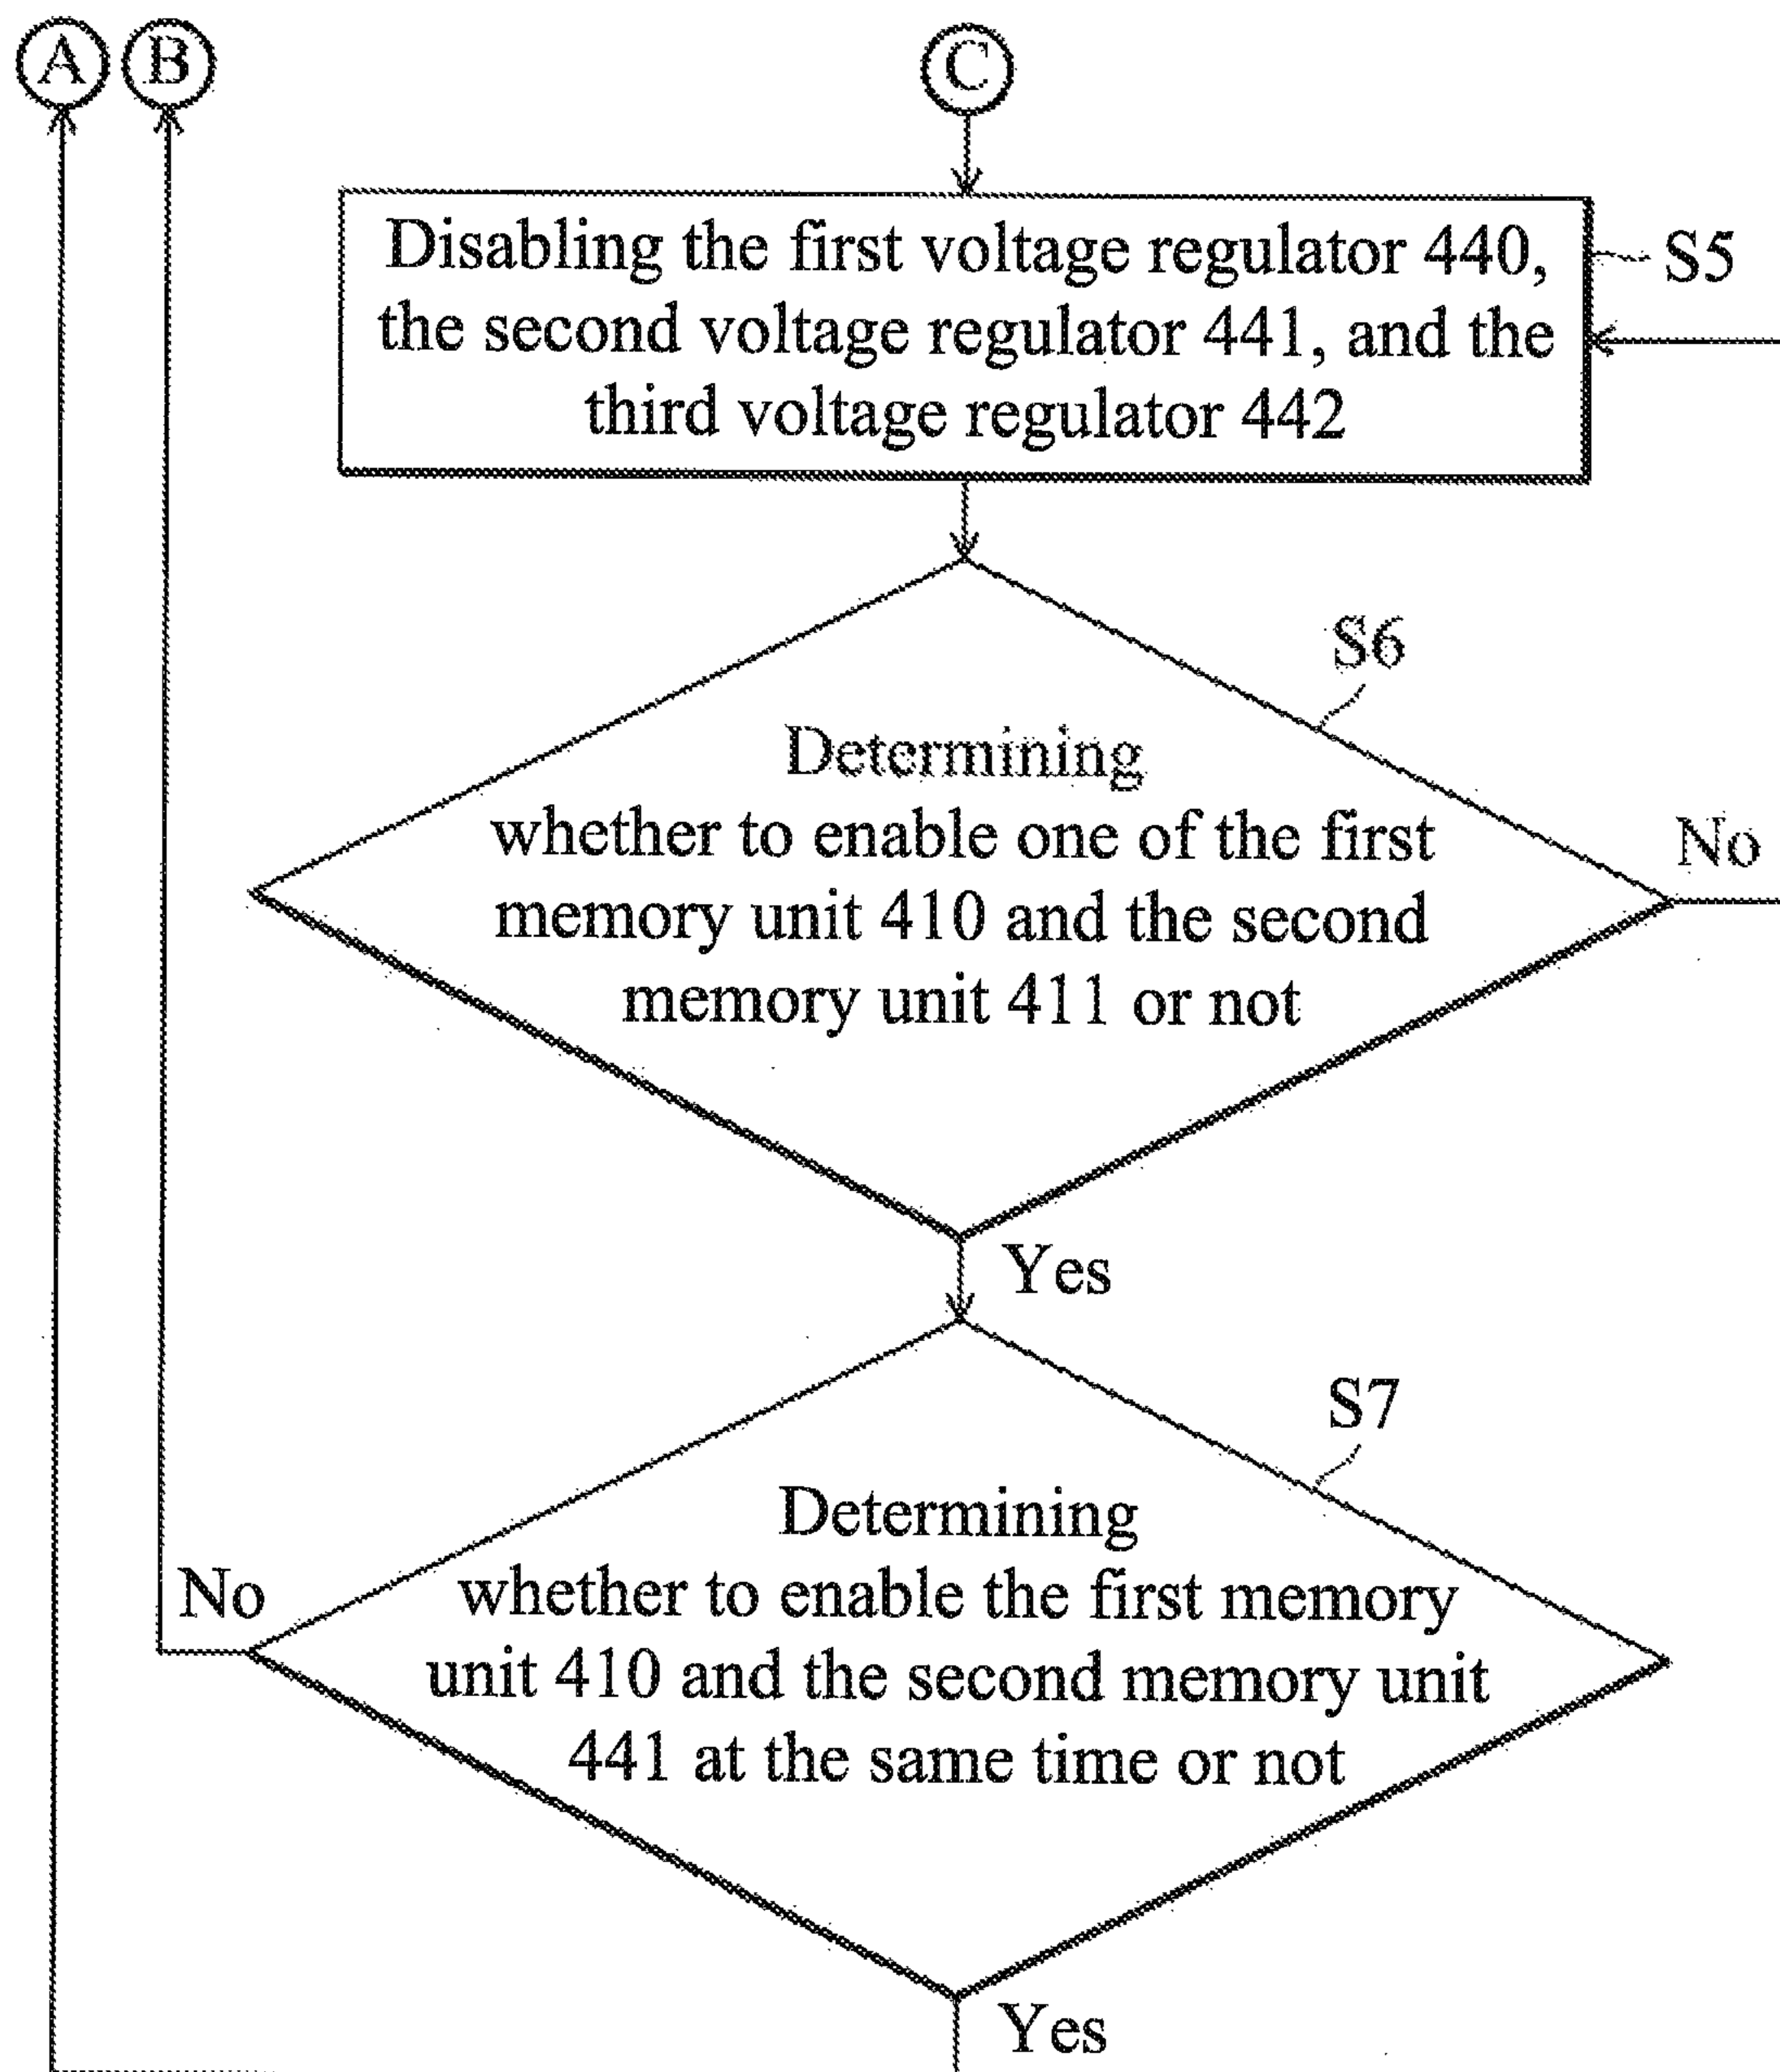 A B C
Disabling the first voltage regulator 440,
the second voltage regulator 441, and the
third voltage regulator 442
S5
S6
Determining
whether to enable one of the first
memory unit 410 and the second
memory unit 411 or not
No
Yes
S7
Determining
whether to enable the first memory
unit 410 and the second memory unit
441 at the same time or not
No
Yes